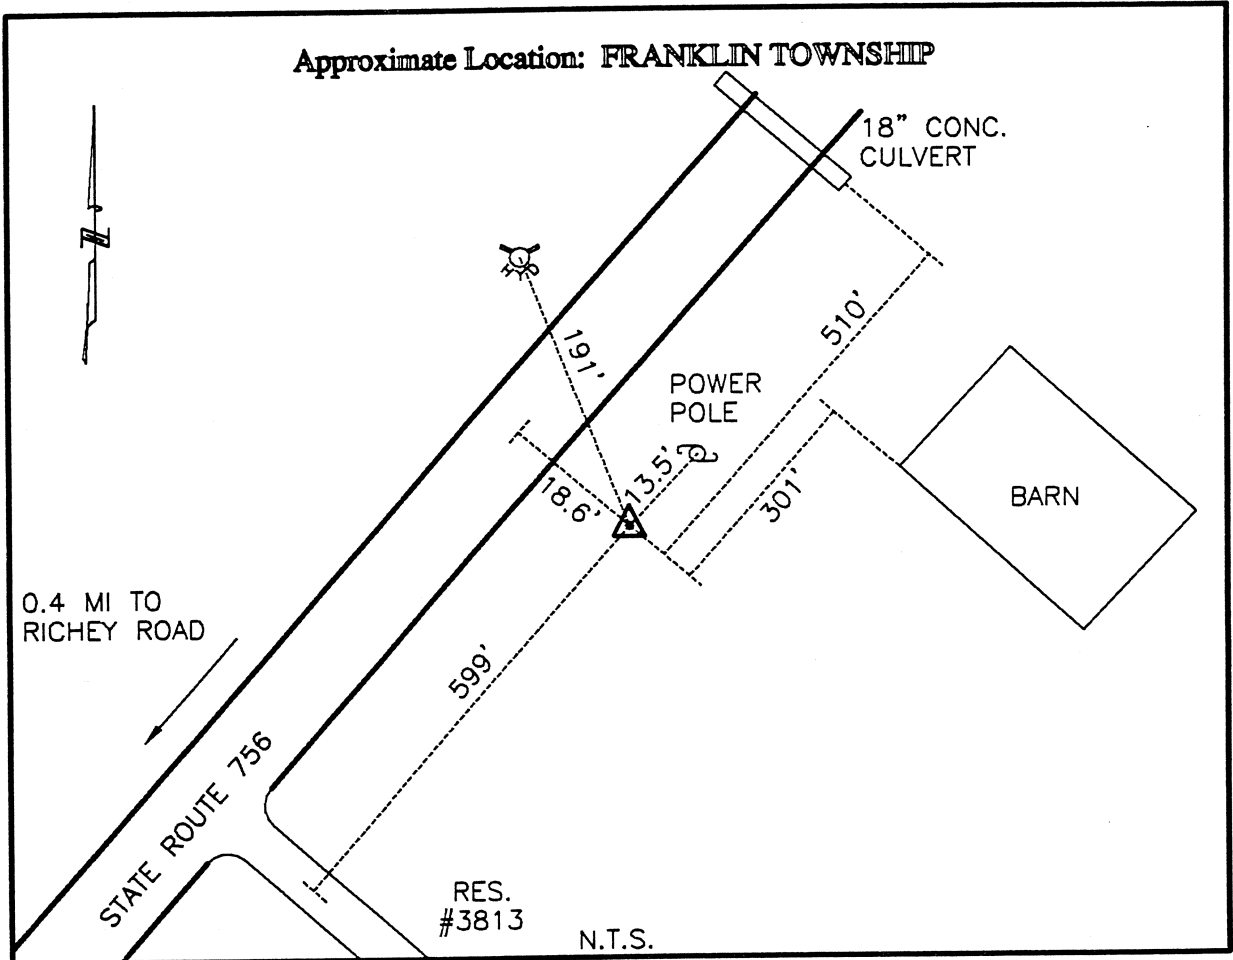 Approximate Location: FRANKLIN TOWNSHIP
18" CONC.
CULVERT
N
HYD
191'
510'
POWER
POLE
13.5'
18.6'
301'
BARN
0.4 MI TO
RICHEY ROAD
599'
STATE ROUTE 756
RES.
#3813
N.T.S.